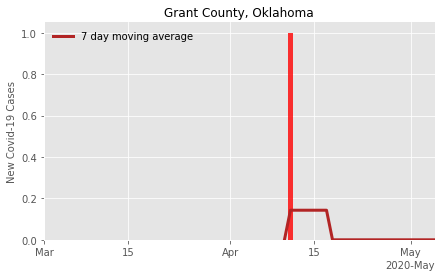 Grant County, Oklahoma
7 day moving average
New Covid-19 Cases
1.0
0.8
0.6
0.4
0.2
0.0
Mar
15
Apr
15
May
2020-May